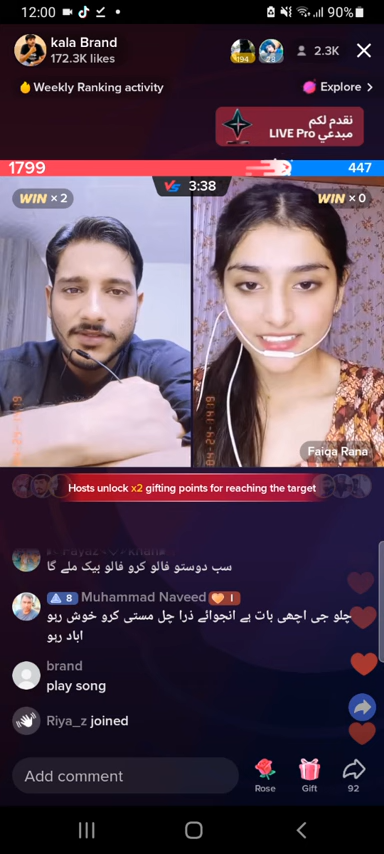 12:00
90%
kala Brand
172.3K likes
194
23
2.3K
Weekly Ranking activity
Explore
نقدم لكم
مبدعي LIVE Pro
1799
447
WIN × 2
VS 3:38
WIN × 0
Faiqa Rana
Hosts unlock x2 gifting points for reaching the target
سب دوستو فالو کرو فالو بیک ملے گا
8 Muhammad Naveed I
چلو جی اچھی بات ہے انجوائے ذرا چل مستی کرو خوش رہو
اباد رہو
brand
play song
Riya_z joined
Add comment
Rose
Gift
92